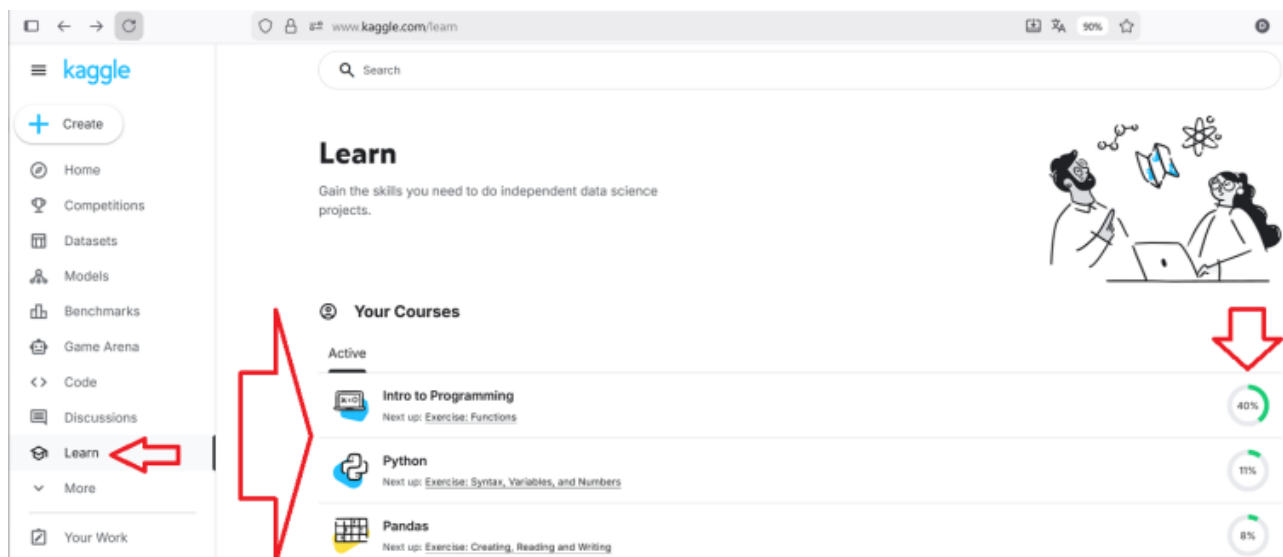 www.kaggle.com/learn
90%
D
kaggle
Search
Create
Home
Competitions
Datasets
Models
Benchmarks
Game Arena
Code
Discussions
Learn
More
Your Work
Learn
Gain the skills you need to do independent data science
projects.
Your Courses
Active
Intro to Programming
Next up: Exercise: Functions
40%
Python
Next up: Exercise: Syntax, Variables, and Numbers
11%
Pandas
Next up: Exercise: Creating, Reading and Writing
8%